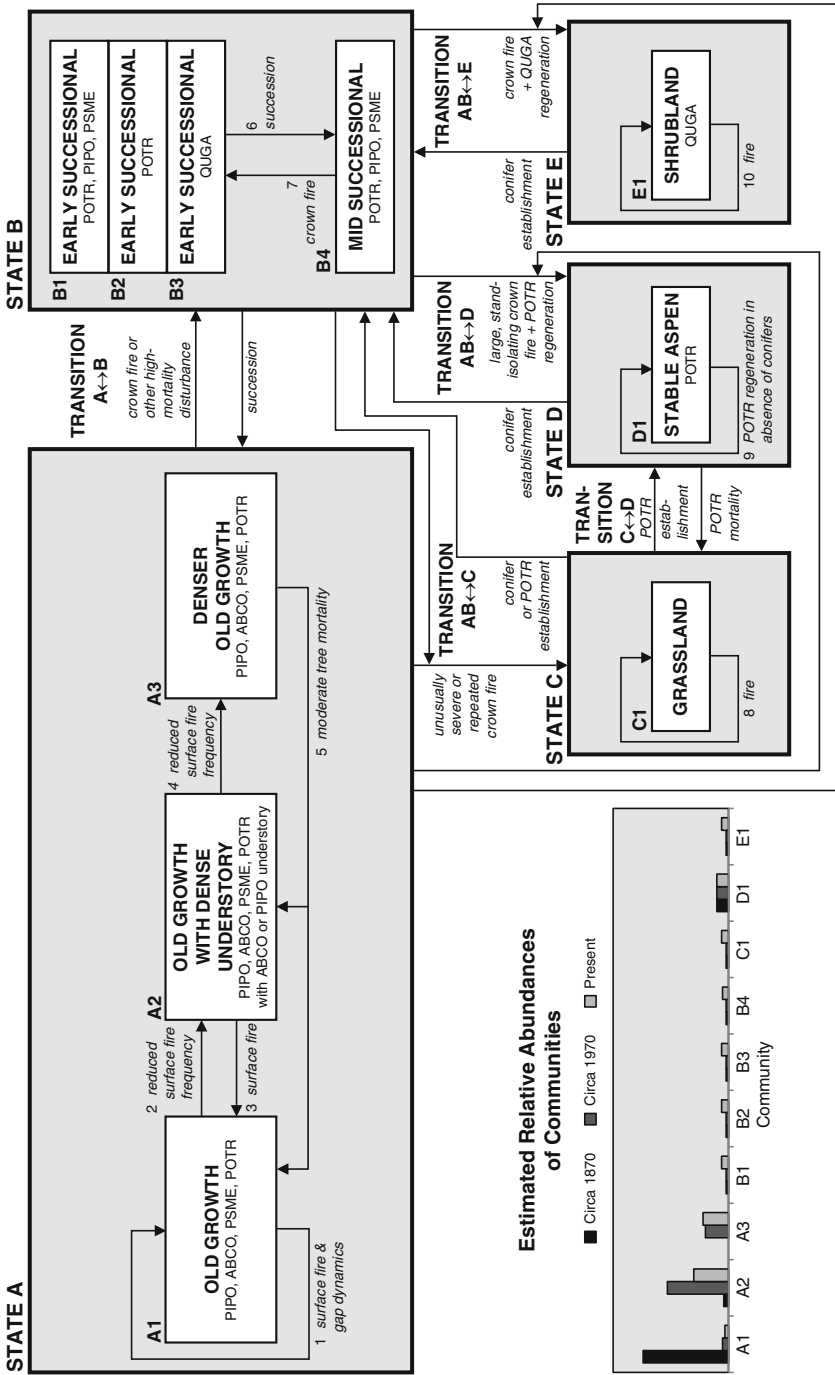 STATE A
A1
OLD GROWTH
PIPO, ABCO, PSME, POTR
1 surface fire &
gap dynamics
2 reduced
surface fire
frequency
3 surface fire
A2
OLD GROWTH
WITH DENSE
UNDERSTORY
PIPO, ABCO, PSME, POTR
with ABCO or PIPO understory
4 reduced
surface fire
frequency
A3
DENSER
OLD GROWTH
PIPO, ABCO, PSME, POTR
5 moderate tree mortality
TRANSITION
A↔B
crown fire or
other high-
mortality
disturbance
succession
STATE B
B1
EARLY SUCCESSIONAL
POTR, PIPO, PSME
B2
EARLY SUCCESSIONAL
POTR
B3
EARLY SUCCESSIONAL
QUGA
6
succession
7
crown fire
B4
MID SUCCESSIONAL
POTR, PIPO, PSME
TRANSITION
AB↔C
unusually
severe or
repeated
crown fire
conifer
or POTR
establishment
STATE C
C1
GRASSLAND
8 fire
TRAN-
SITION
C↔D
POTR
estab-
lishment
POTR
mortality
TRANSITION
AB↔D
conifer
establishment
large, stand-
isolating crown
fire + POTR
regeneration
STATE D
D1
STABLE ASPEN
POTR
9 POTR regeneration in
absence of conifers
TRANSITION
AB↔E
conifer
establishment
crown fire
+ QUGA
regeneration
STATE E
E1
SHRUBLAND
QUGA
10 fire
Estimated Relative Abundances
of Communities
Circa 1870 Circa 1970 Present
A1 A2 A3 B1 B2 B3 B4 C1 D1 E1
Community